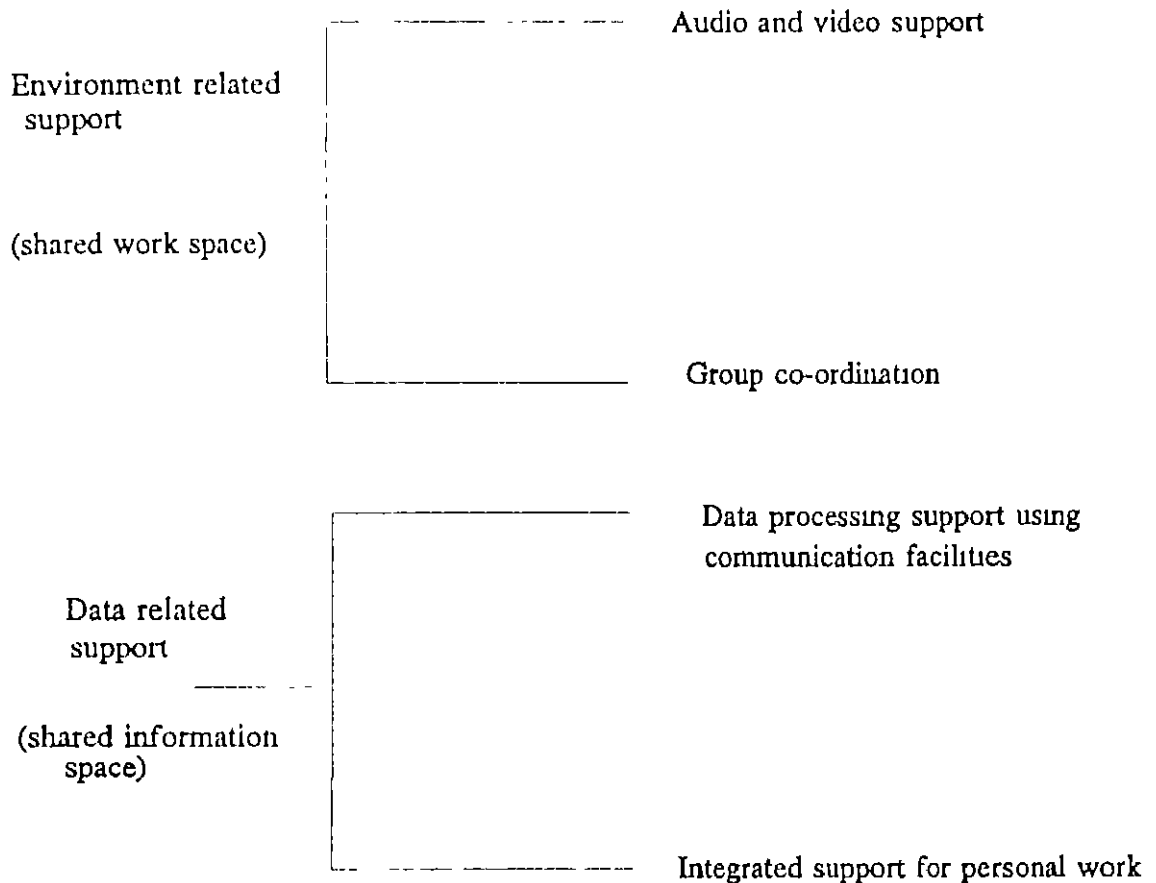 Audio and video support
Environment related
support
(shared work space)
Group co-ordination
Data processing support using
communication facilities
Data related
support
(shared information
space)
Integrated support for personal work